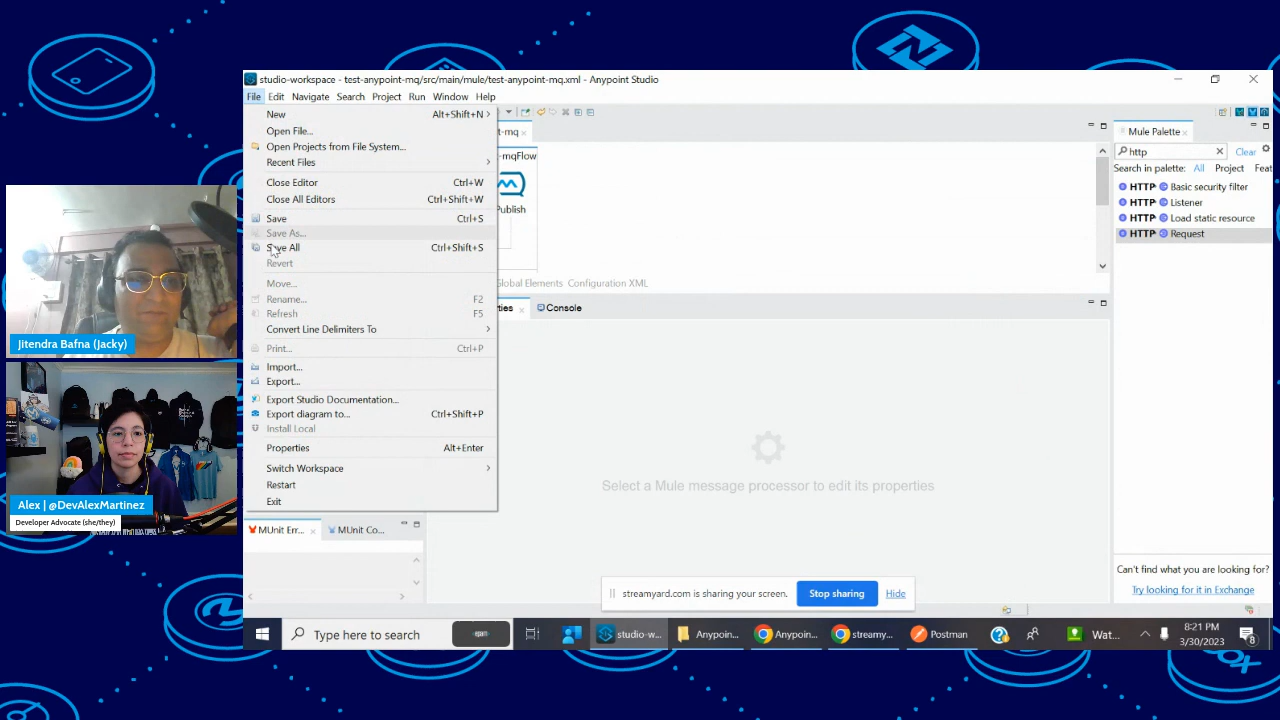 studio-workspace - test-anypoint-mq/src/main/mule/test-anypoint-mq.xml - Anypoint Studio
File Edit Navigate Search Project Run Window Help
New Alt+Shift+N
Open File...
Open Projects from File System...
Recent Files
Close Editor Ctrl+W
Close All Editors Ctrl+Shift+W
Save Ctrl+S
Save As...
Save All Ctrl+Shift+S
Revert
Move...
Rename... F2
Refresh F5
Convert Line Delimiters To
Print... Ctrl+P
Import...
Export...
Export Studio Documentation...
Export diagram to... Ctrl+Shift+P
Install Local
Properties Alt+Enter
Switch Workspace
Restart
Exit
t-mq
t-mqFlow
Publish
Global Elements Configuration XML
ties Console
Select a Mule message processor to edit its properties
Mule Palette
http Clear
Search in palette: All Project Feat
HTTP Basic security filter
HTTP Listener
HTTP Load static resource
HTTP Request
Can't find what you are looking for?
Try looking for it in Exchange
MUnit Err... MUnit Co...
streamyard.com is sharing your screen. Stop sharing Hide
Type here to search
studio-w... Anypoin... Anypoin... streamy... Postman Wat...
8:21 PM
3/30/2023
8
Jitendra Bafna (Jacky)
Alex | @DevAlexMartinez
Developer Advocate (she/they)